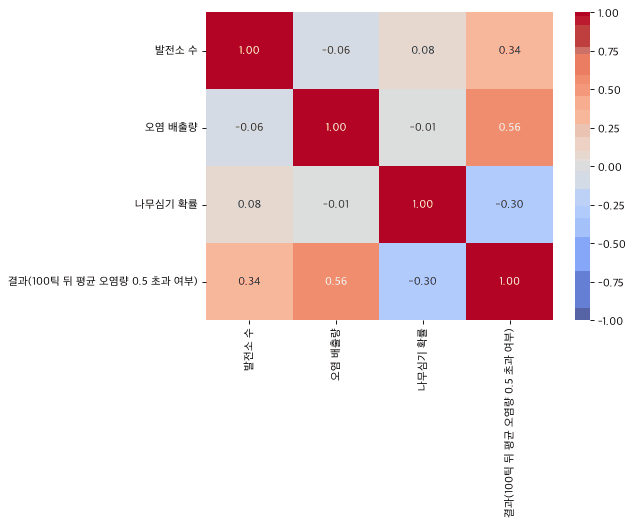 발전소 수
1.00 -0.06 0.08 0.34
오염 배출량
-0.06 1.00 -0.01 0.56
나무심기 확률
0.08 -0.01 1.00 -0.30
결과(100틱 뒤 평균 오염량 0.5 초과 여부)
0.34 0.56 -0.30 1.00
발전소 수
오염 배출량
나무심기 확률
결과(100틱 뒤 평균 오염량 0.5 초과 여부)
1.00
0.75
0.50
0.25
0.00
-0.25
-0.50
-0.75
-1.00